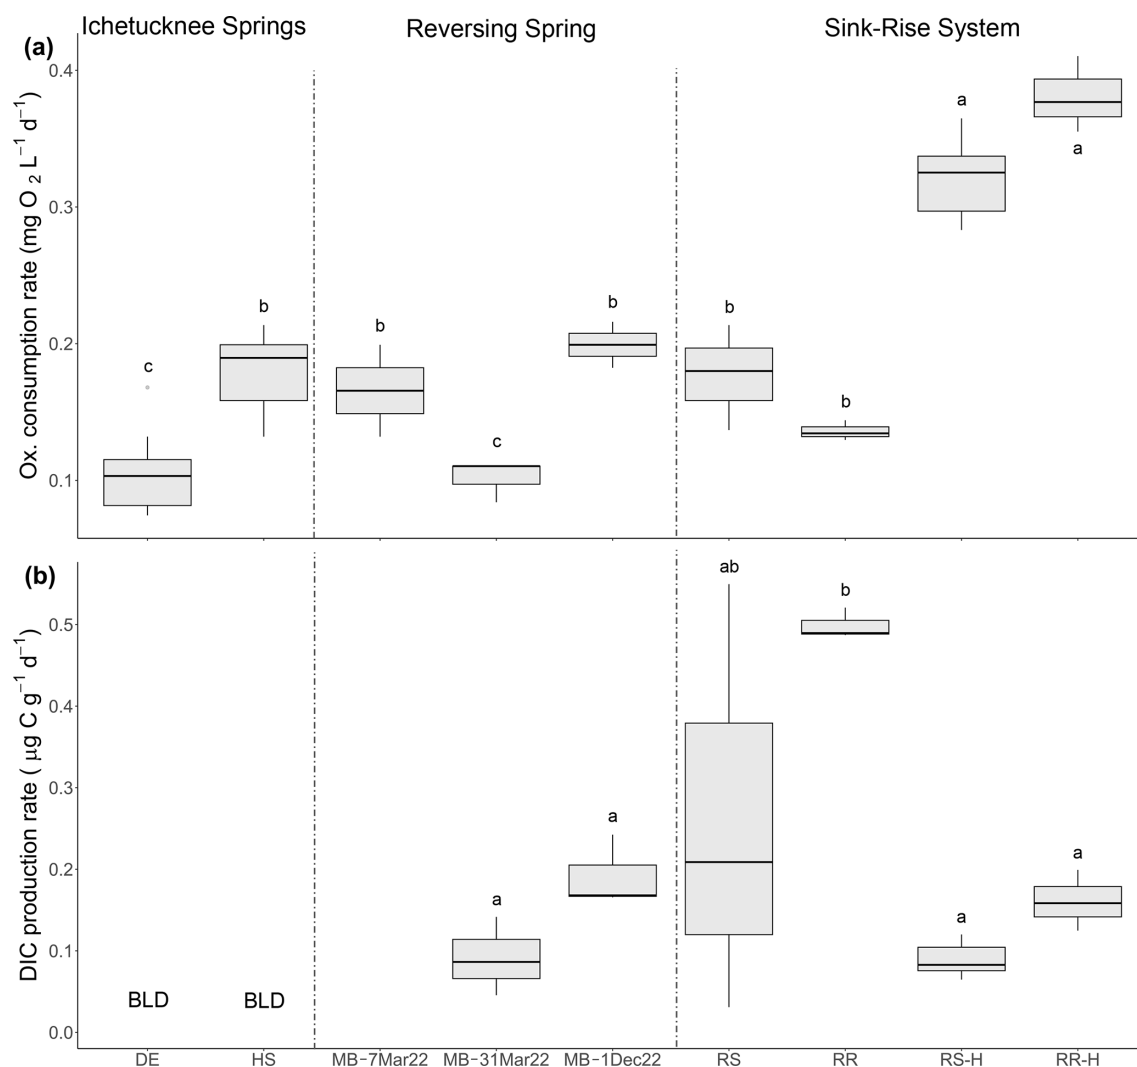 Ichetucknee Springs
Reversing Spring
Sink-Rise System
(a)
Ox. consumption rate (mg O 2 L−1 d−1)
0.4
0.3
0.2
0.1
c
b
b
c
b
b
b
a
a
(b)
DIC production rate ( µg C g−1 d−1)
0.5
0.4
0.3
0.2
0.1
0.0
BLD
BLD
a
a
ab
b
a
a
DE
HS
MB−7Mar22
MB−31Mar22
MB−1Dec22
RS
RR
RS-H
RR-H